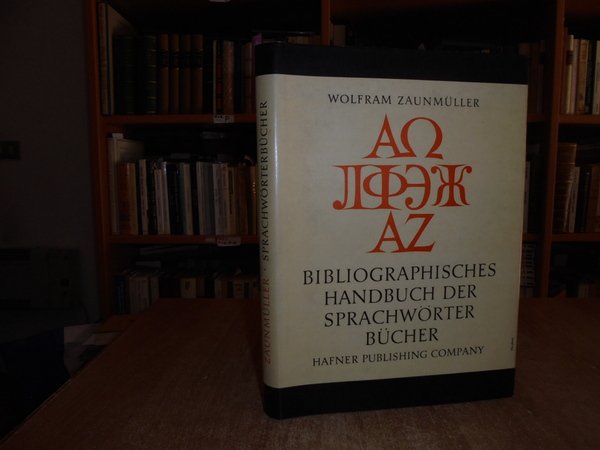 WOLFRAM ZAUNMÜLLER
ΑΩ
ЛФЭЖ
AZ
BIBLIOGRAPHISCHES
HANDBUCH DER
SPRACHWÖRTER
BÜCHER
HAFNER PUBLISHING COMPANY
ZAUNMÜLLER · SPRACHWÖRTERBÜCHER